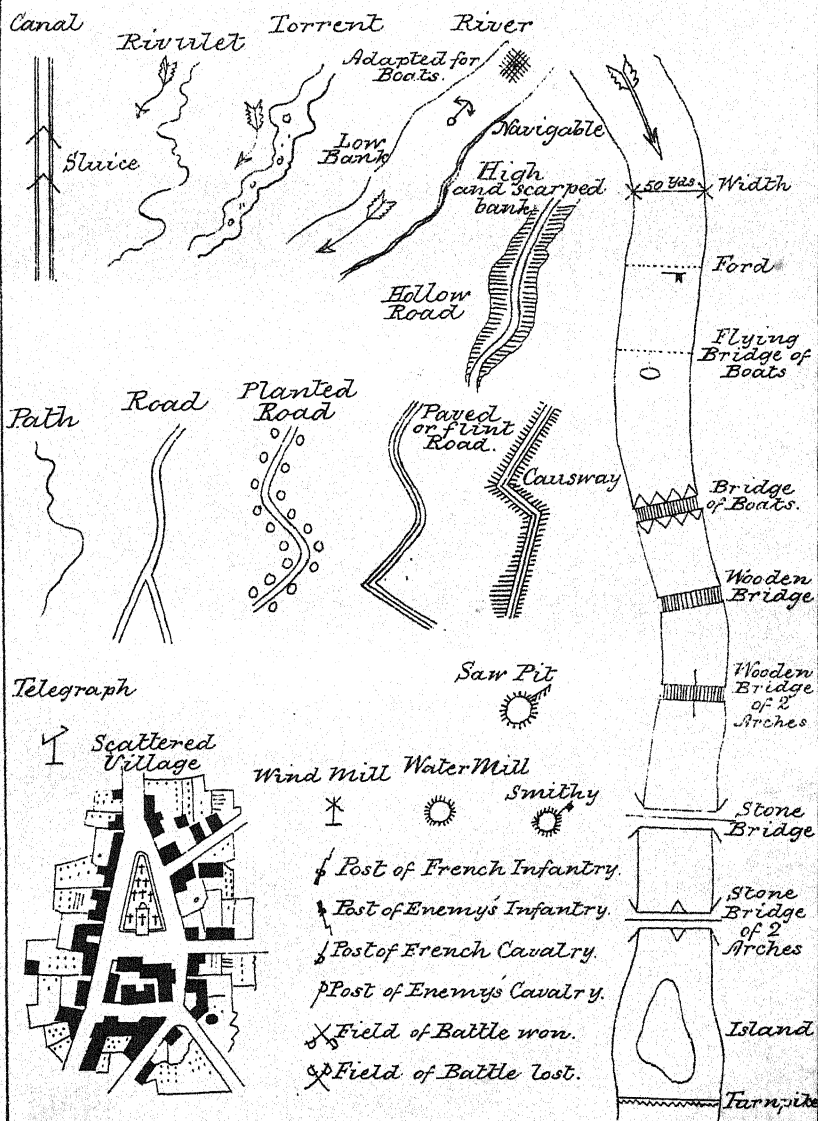 Canal
Rivulet
Torrent
River
Adapted for
Boats.
Sluice
Low
Bank
Navigable
High
and scarped
bank
50 Yds
Width
Ford
Hollow
Road
Flying
Bridge of
Boats
Path
Road
Planted
Road
Paved
or flint
Road.
Causway
Bridge
of Boats.
Wooden
Bridge
Saw Pit
Wooden
Bridge
of 2
Arches
Telegraph
Scattered
Village
Wind Mill
Water Mill
Smithy
Stone
Bridge
Post of French Infantry.
Post of Enemy's Infantry.
Post of French Cavalry.
Post of Enemy's Cavalry.
Field of Battle won.
Field of Battle lost.
Stone
Bridge
of 2
Arches
Island
Turnpike